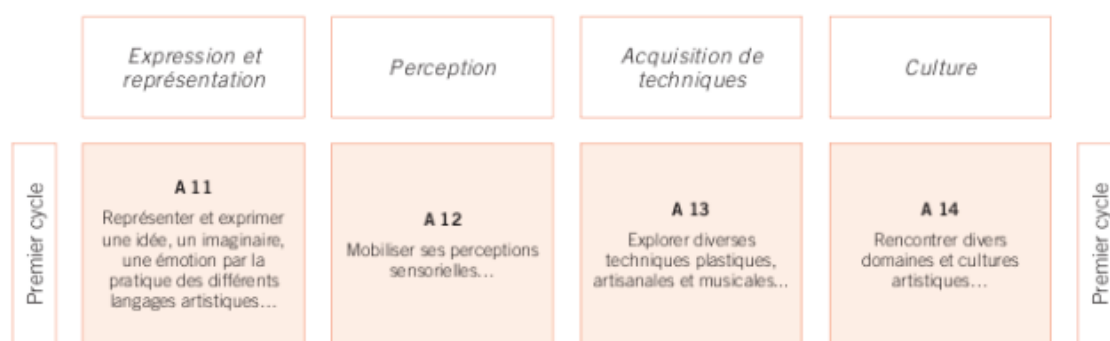 Expression et
représentation
Perception
Acquisition de
techniques
Culture
Premier cycle
A 11
Représenter et exprimer
une idée, un imaginaire,
une émotion par la
pratique des différents
langages artistiques...
A 12
Mobiliser ses perceptions
sensorielles...
A 13
Explorer diverses
techniques plastiques,
artisanales et musicales...
A 14
Rencontrer divers
domaines et cultures
artistiques...
Premier cycle